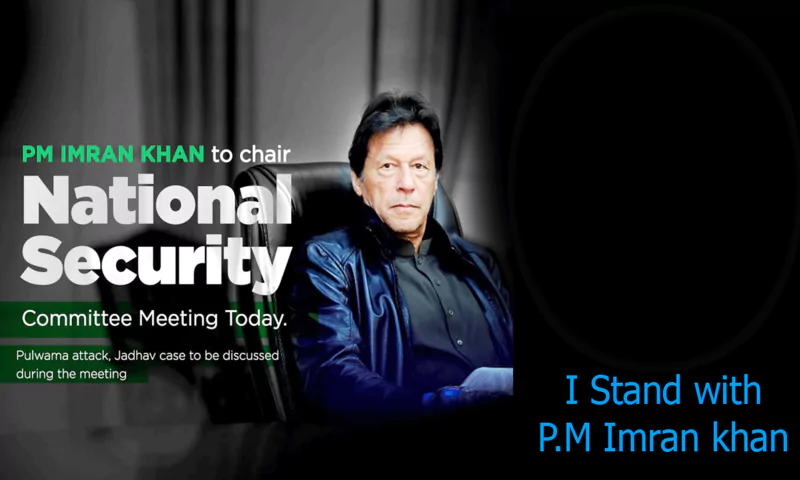 PM IMRAN KHAN to chair
National
Security
Committee Meeting Today.
Pulwama attack, Jadhav case to be discussed
during the meeting
I Stand with
P.M Imran khan